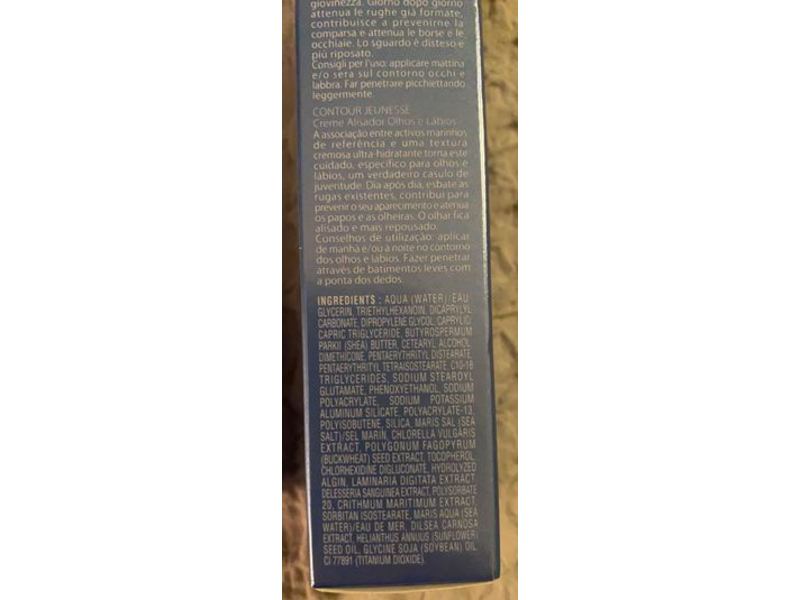 giovinezza. Giorno dopo giorno
attenua le rughe già formate,
contribuisce a prevenirne la
comparsa e attenua le borse e le
occhiaie. Lo sguardo è disteso e
più riposato.
Consigli per l'uso: applicare mattina
e/o sera sul contorno occhi e
labbra. Far penetrare picchiettando
leggermente.
CONTOUR JEUNESSE
Creme Alisador Olhos e Lábios
A associação entre activos marinhos
de referência e uma textura
cremosa ultra-hidratante torna este
cuidado, específico para olhos e
lábios, um verdadeiro casulo de
juventude. Dia após dia, esbate as
rugas existentes, contribui para
prevenir o seu aparecimento e atenua
os papos e as olheiras. O olhar fica
alisado e mais repousado.
Conselhos de utilização: aplicar
de manhã e/ou à noite no contorno
dos olhos e lábios. Fazer penetrar
através de batimentos leves com
a ponta dos dedos.
INGREDIENTS : AQUA (WATER)/EAU
GLYCERIN, TRIETHYLHEXANOIN, DICAPRYLYL
CARBONATE, DIPROPYLENE GLYCOL, CAPRYLIC
CAPRIC TRIGLYCERIDE, BUTYROSPERMUM
PARKII (SHEA) BUTTER, CETEARYL ALCOHOL
DIMETHICONE, PENTAERYTHRITYL DISTEARATE,
PENTAERYTHRITYL TETRAISOSTEARATE, C10-18
TRIGLYCERIDES, SODIUM STEAROYL
GLUTAMATE, PHENOXYETHANOL, SODIUM
POLYACRYLATE, SODIUM POTASSIUM
ALUMINUM SILICATE, POLYACRYLATE-13,
POLYISOBUTENE, SILICA, MARIS SAL (SEA
SALT)/SEL MARIN, CHLORELLA VULGARIS
EXTRACT, POLYGONUM FAGOPYRUM
(BUCKWHEAT) SEED EXTRACT, TOCOPHEROL
CHLORHEXIDINE DIGLUCONATE, HYDROLYZED
ALGIN, LAMINARIA DIGITATA EXTRACT
DELESSERIA SANGUINEA EXTRACT, POLYSORBATE
20, CRITHMUM MARITIMUM EXTRACT,
SORBITAN ISOSTEARATE, MARIS AQUA (SEA
WATER)/EAU DE MER, DILSEA CARNOSA
EXTRACT, HELIANTHUS ANNUUS (SUNFLOWER)
SEED OIL, GLYCINE SOJA (SOYBEAN) OIL
CI 77891 (TITANIUM DIOXIDE).